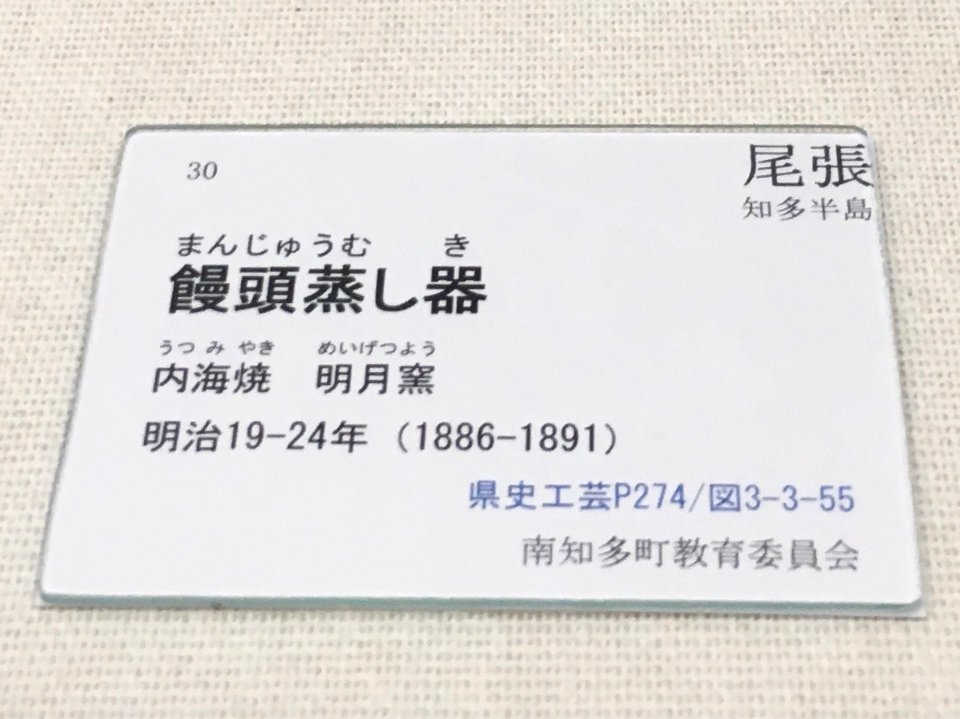 30
尾張
知多半島
まんじゅうむ き
饅頭蒸し器
うつ み やき めいげつよう
内海焼 明月窯
明治19-24年 (1886-1891)
県史工芸P274/図3-3-55
南知多町教育委員会